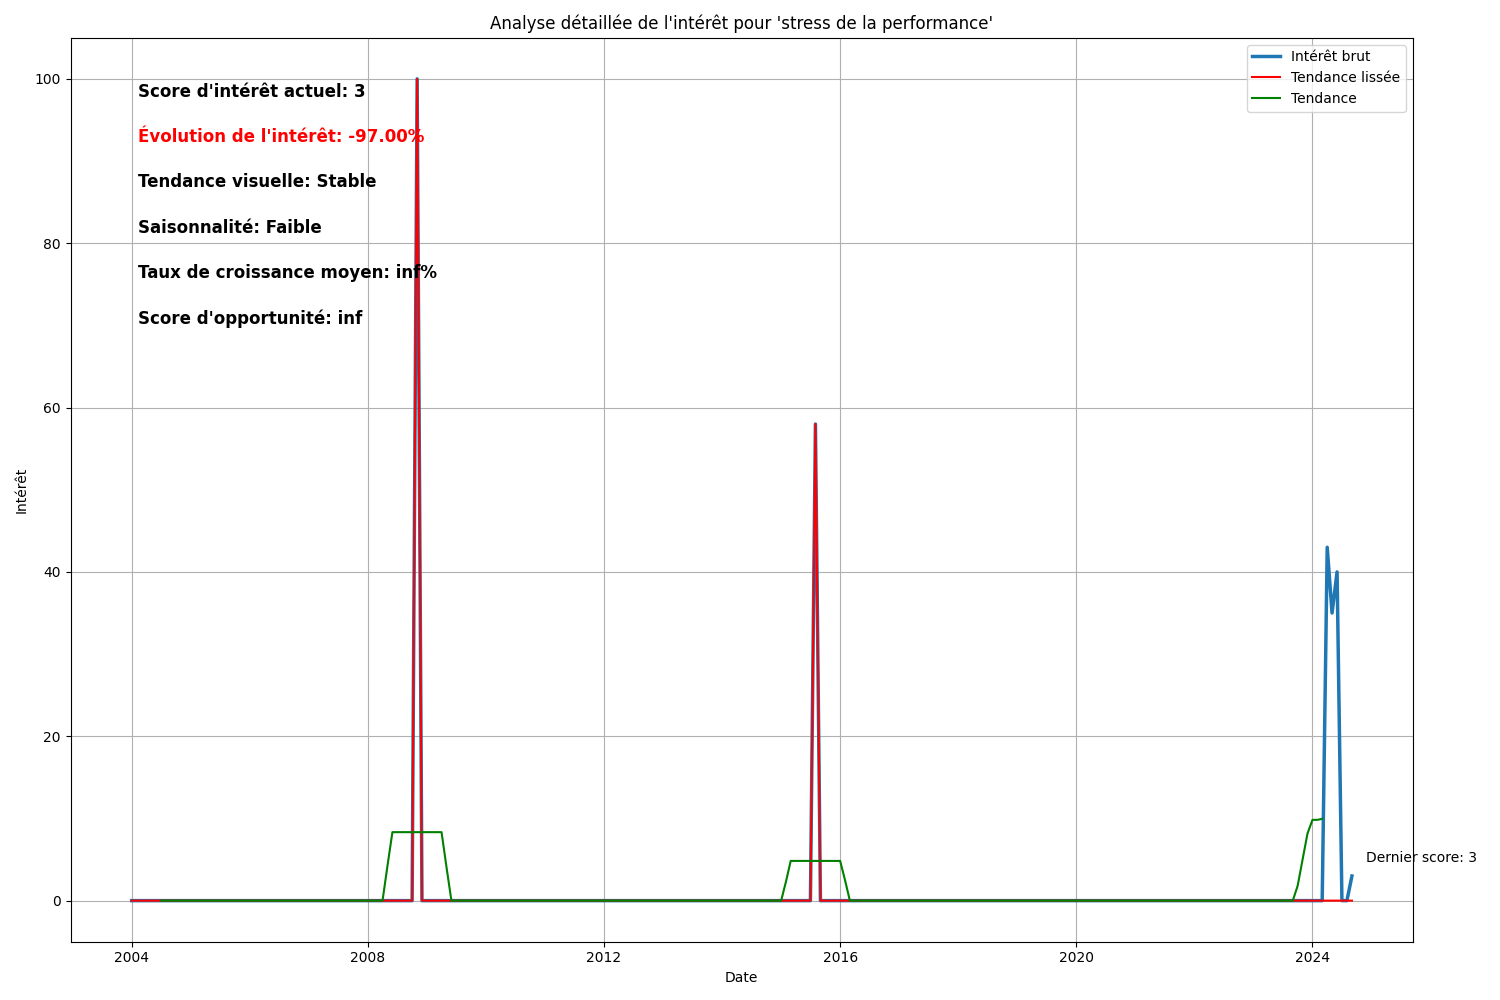 Analyse détaillée de l'intérêt pour 'stress de la performance'
Intérêt brut
Tendance lissée
Tendance
Score d'intérêt actuel: 3
Évolution de l'intérêt: -97.00%
Tendance visuelle: Stable
Saisonnalité: Faible
Taux de croissance moyen: inf%
Score d'opportunité: inf
100
80
60
40
20
0
Intérêt
Dernier score: 3
2004
2008
2012
2016
2020
2024
Date